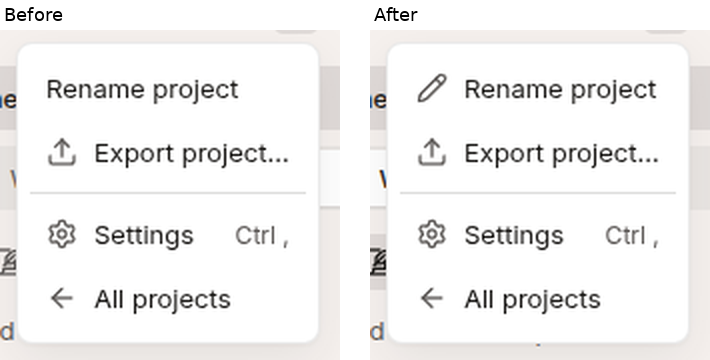 Before
After
Rename project
Export project...
Settings Ctrl ,
All projects
Rename project
Export project...
Settings Ctrl ,
All projects